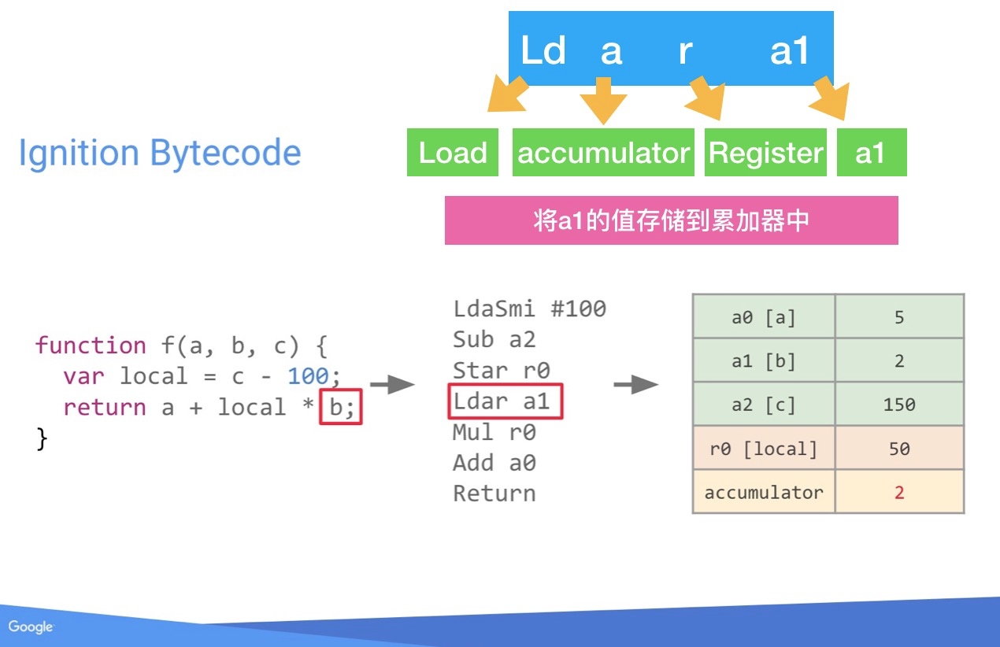 Ld a r a1
Load accumulator Register a1
Ignition Bytecode
将a1的值存储到累加器中
function f(a, b, c) {
var local = c - 100;
return a + local * b;
}
LdaSmi #100
Sub a2
Star r0
Ldar a1
Mul r0
Add a0
Return
a0 [a] 5
a1 [b] 2
a2 [c] 150
r0 [local] 50
accumulator 2
Google